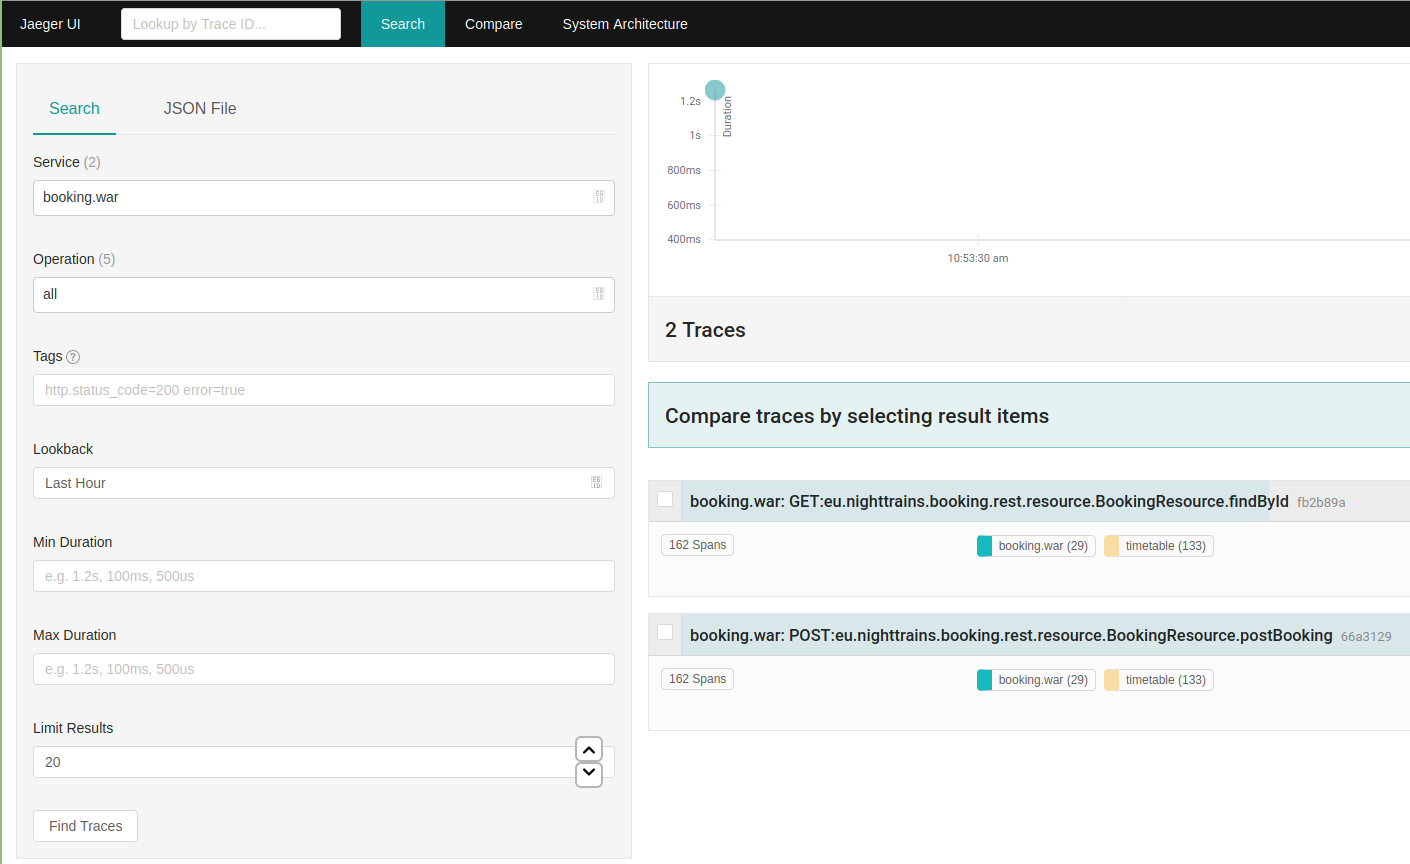 Jaeger UI
Lookup by Trace ID...
Search
Compare
System Architecture
Search
JSON File
Service (2)
booking.war
Operation (5)
all
Tags ?
http.status_code=200 error=true
Lookback
Last Hour
Min Duration
e.g. 1.2s, 100ms, 500us
Max Duration
e.g. 1.2s, 100ms, 500us
Limit Results
20
Find Traces
Duration
1.2s
1s
800ms
600ms
400ms
10:53:30 am
2 Traces
Compare traces by selecting result items
booking.war: GET:eu.nighttrains.booking.rest.resource.BookingResource.findById fb2b89a
162 Spans
booking.war (29)
timetable (133)
booking.war: POST:eu.nighttrains.booking.rest.resource.BookingResource.postBooking 66a3129
162 Spans
booking.war (29)
timetable (133)